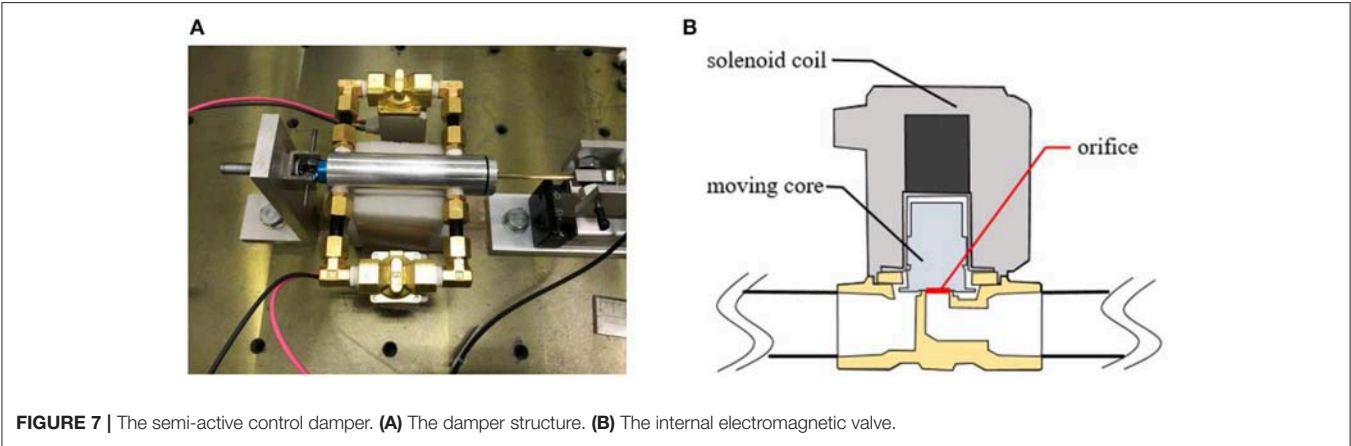 A
B
solenoid coil
orifice
moving core
FIGURE 7 | The semi-active control damper. (A) The damper structure. (B) The internal electromagnetic valve.